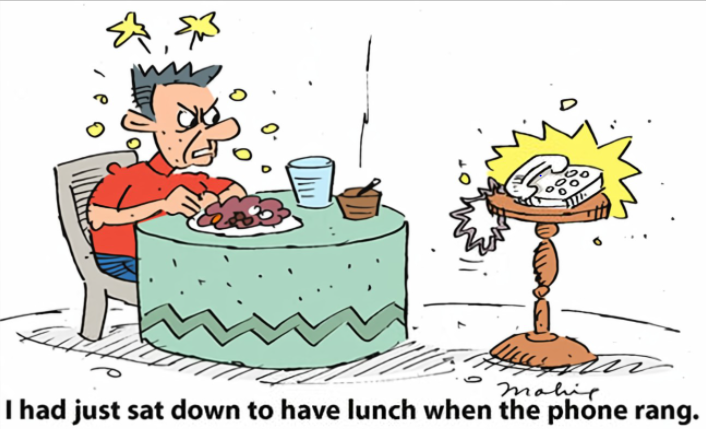 I had just sat down to have lunch when the phone rang.